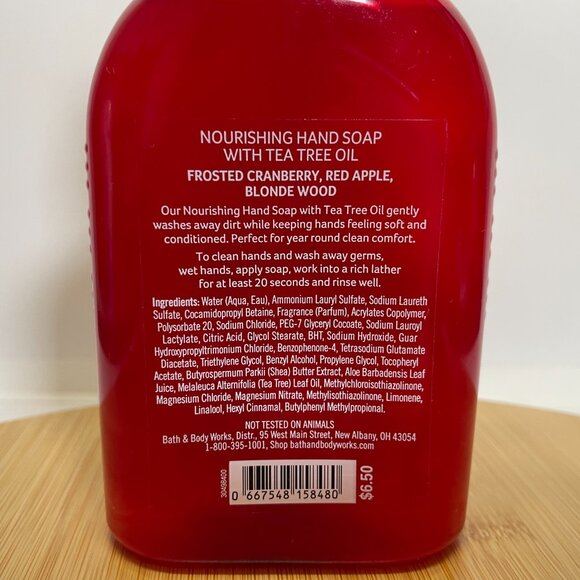 NOURISHING HAND SOAP
WITH TEA TREE OIL
FROSTED CRANBERRY, RED APPLE,
BLONDE WOOD
Our Nourishing Hand Soap with Tea Tree Oil gently
washes away dirt while keeping hands feeling soft and
conditioned. Perfect for year round clean comfort.
To clean hands and wash away germs,
wet hands, apply soap, work into a rich lather
for at least 20 seconds and rinse well.
Ingredients: Water (Aqua, Eau), Ammonium Lauryl Sulfate, Sodium Laureth
Sulfate, Cocamidopropyl Betaine, Fragrance (Parfum), Acrylates Copolymer,
Polysorbate 20, Sodium Chloride, PEG-7 Glyceryl Cocoate, Sodium Lauroyl
Lactylate, Citric Acid, Glycol Stearate, BHT, Sodium Hydroxide, Guar
Hydroxypropyltrimonium Chloride, Benzophenone-4, Tetrasodium Glutamate
Diacetate, Triethylene Glycol, Benzyl Alcohol, Propylene Glycol, Tocopheryl
Acetate, Butyrospermum Parkii (Shea) Butter Extract, Aloe Barbadensis Leaf
Juice, Melaleuca Alternifolia (Tea Tree) Leaf Oil, Methylchloroisothiazolinone,
Magnesium Chloride, Magnesium Nitrate, Methylisothiazolinone, Limonene,
Linalool, Hexyl Cinnamal, Butylphenyl Methylpropional.
NOT TESTED ON ANIMALS
Bath & Body Works, Distr., 95 West Main Street, New Albany, OH 43054
1-800-395-1001, Shop bathandbodyworks.com
30498400
0 667548 158480
$6.50